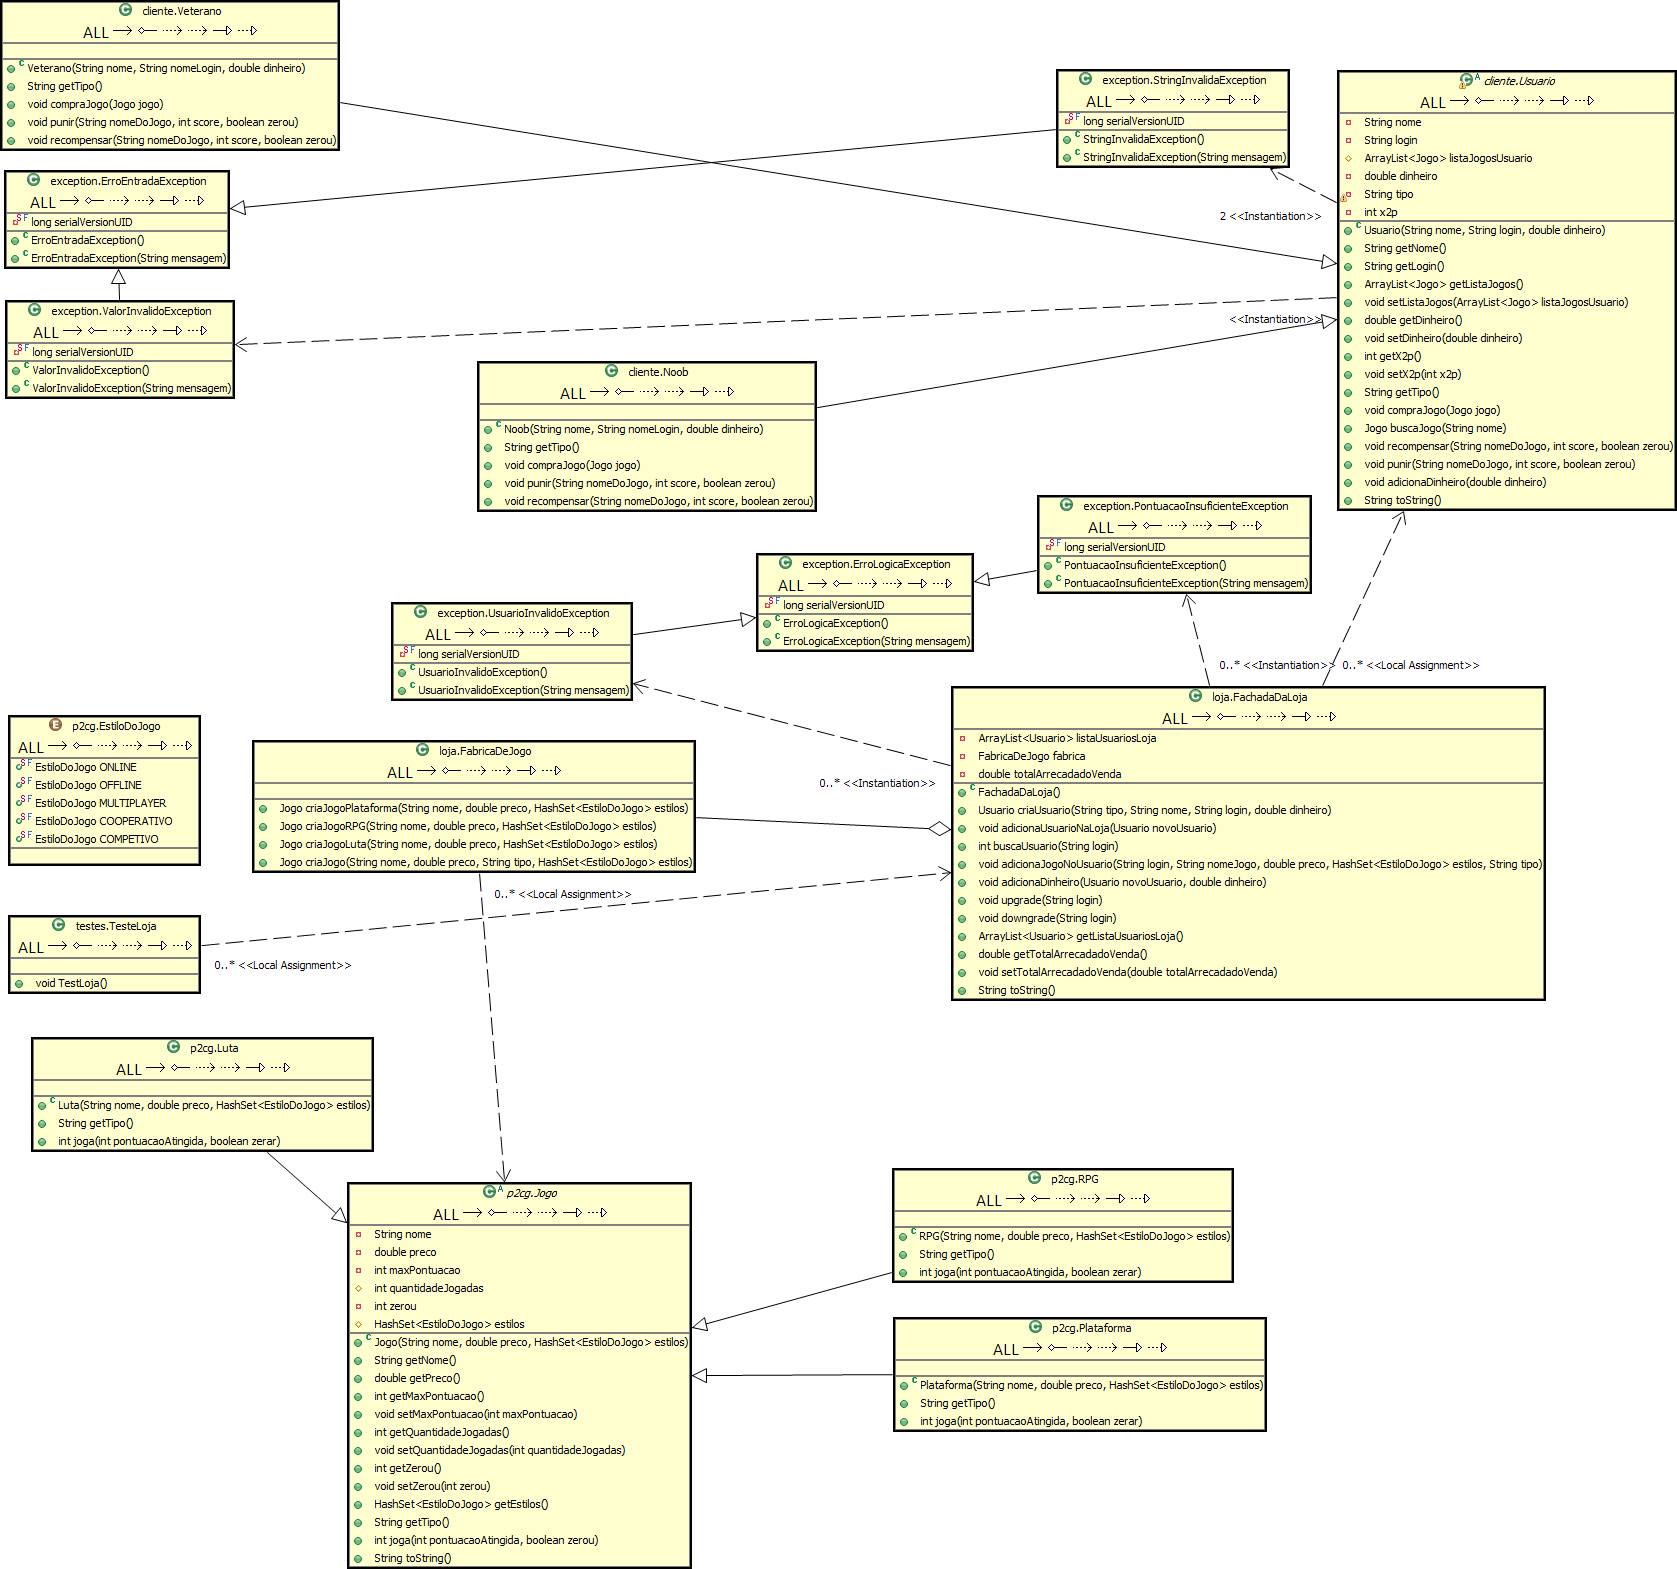 cliente.Veterano
ALL
Veterano(String nome, String nomeLogin, double dinheiro)
String getTipo()
void compraJogo(Jogo jogo)
void punir(String nomeDoJogo, int score, boolean zerou)
void recompensar(String nomeDoJogo, int score, boolean zerou)
exception.StringInvalidaException
ALL
long serialVersionUID
StringInvalidaException()
StringInvalidaException(String mensagem)
cliente.Usuario
ALL
String nome
String login
ArrayList<Jogo> listaJogosUsuario
double dinheiro
String tipo
int x2p
Usuario(String nome, String login, double dinheiro)
String getNome()
String getLogin()
ArrayList<Jogo> getListaJogos()
void setListaJogos(ArrayList<Jogo> listaJogosUsuario)
double getDinheiro()
void setDinheiro(double dinheiro)
int getX2p()
void setX2p(int x2p)
String getTipo()
void compraJogo(Jogo jogo)
Jogo buscaJogo(String nome)
void recompensar(String nomeDoJogo, int score, boolean zerou)
void punir(String nomeDoJogo, int score, boolean zerou)
void adicionaDinheiro(double dinheiro)
String toString()
exception.ErroEntradaException
ALL
long serialVersionUID
ErroEntradaException()
ErroEntradaException(String mensagem)
2 <<Instantiation>>
exception.ValorInvalidoException
ALL
long serialVersionUID
ValorInvalidoException()
ValorInvalidoException(String mensagem)
<<Instantiation>>
cliente.Noob
ALL
Noob(String nome, String nomeLogin, double dinheiro)
String getTipo()
void compraJogo(Jogo jogo)
void punir(String nomeDoJogo, int score, boolean zerou)
void recompensar(String nomeDoJogo, int score, boolean zerou)
exception.PontuacaoInsuficienteException
ALL
long serialVersionUID
PontuacaoInsuficienteException()
PontuacaoInsuficienteException(String mensagem)
exception.ErroLogicaException
ALL
long serialVersionUID
ErroLogicaException()
ErroLogicaException(String mensagem)
exception.UsuarioInvalidoException
ALL
long serialVersionUID
UsuarioInvalidoException()
UsuarioInvalidoException(String mensagem)
0..* <<Instantiation>>
0..* <<Local Assignment>>
loja.FachadaDaLoja
ALL
ArrayList<Usuario> listaUsuariosLoja
FabricaDeJogo fabrica
double totalArrecadadoVenda
FachadaDaLoja()
Usuario criaUsuario(String tipo, String nome, String login, double dinheiro)
void adicionaUsuarioNaLoja(Usuario novoUsuario)
int buscaUsuario(String login)
void adicionaJogoNoUsuario(String login, String nomeJogo, double preco, HashSet<EstiloDoJogo> estilos, String tipo)
void adicionaDinheiro(Usuario novoUsuario, double dinheiro)
void upgrade(String login)
void downgrade(String login)
ArrayList<Usuario> getListaUsuariosLoja()
double getTotalArrecadadoVenda()
void setTotalArrecadadoVenda(double totalArrecadadoVenda)
String toString()
0..* <<Instantiation>>
p2cg.EstiloDoJogo
ALL
EstiloDoJogo ONLINE
EstiloDoJogo OFFLINE
EstiloDoJogo MULTIPLAYER
EstiloDoJogo COOPERATIVO
EstiloDoJogo COMPETIVO
loja.FabricaDeJogo
ALL
Jogo criaJogoPlataforma(String nome, double preco, HashSet<EstiloDoJogo> estilos)
Jogo criaJogoRPG(String nome, double preco, HashSet<EstiloDoJogo> estilos)
Jogo criaJogoLuta(String nome, double preco, HashSet<EstiloDoJogo> estilos)
Jogo criaJogo(String nome, double preco, String tipo, HashSet<EstiloDoJogo> estilos)
0..* <<Local Assignment>>
testes.TesteLoja
ALL
void TestLoja()
0..* <<Local Assignment>>
p2cg.Luta
ALL
Luta(String nome, double preco, HashSet<EstiloDoJogo> estilos)
String getTipo()
int joga(int pontuacaoAtingida, boolean zerar)
p2cg.Jogo
ALL
String nome
double preco
int maxPontuacao
int quantidadeJogadas
int zerou
HashSet<EstiloDoJogo> estilos
Jogo(String nome, double preco, HashSet<EstiloDoJogo> estilos)
String getNome()
double getPreco()
int getMaxPontuacao()
void setMaxPontuacao(int maxPontuacao)
int getQuantidadeJogadas()
void setQuantidadeJogadas(int quantidadeJogadas)
int getZerou()
void setZerou(int zerou)
HashSet<EstiloDoJogo> getEstilos()
String getTipo()
int joga(int pontuacaoAtingida, boolean zerou)
String toString()
p2cg.RPG
ALL
RPG(String nome, double preco, HashSet<EstiloDoJogo> estilos)
String getTipo()
int joga(int pontuacaoAtingida, boolean zerar)
p2cg.Plataforma
ALL
Plataforma(String nome, double preco, HashSet<EstiloDoJogo> estilos)
String getTipo()
int joga(int pontuacaoAtingida, boolean zerar)